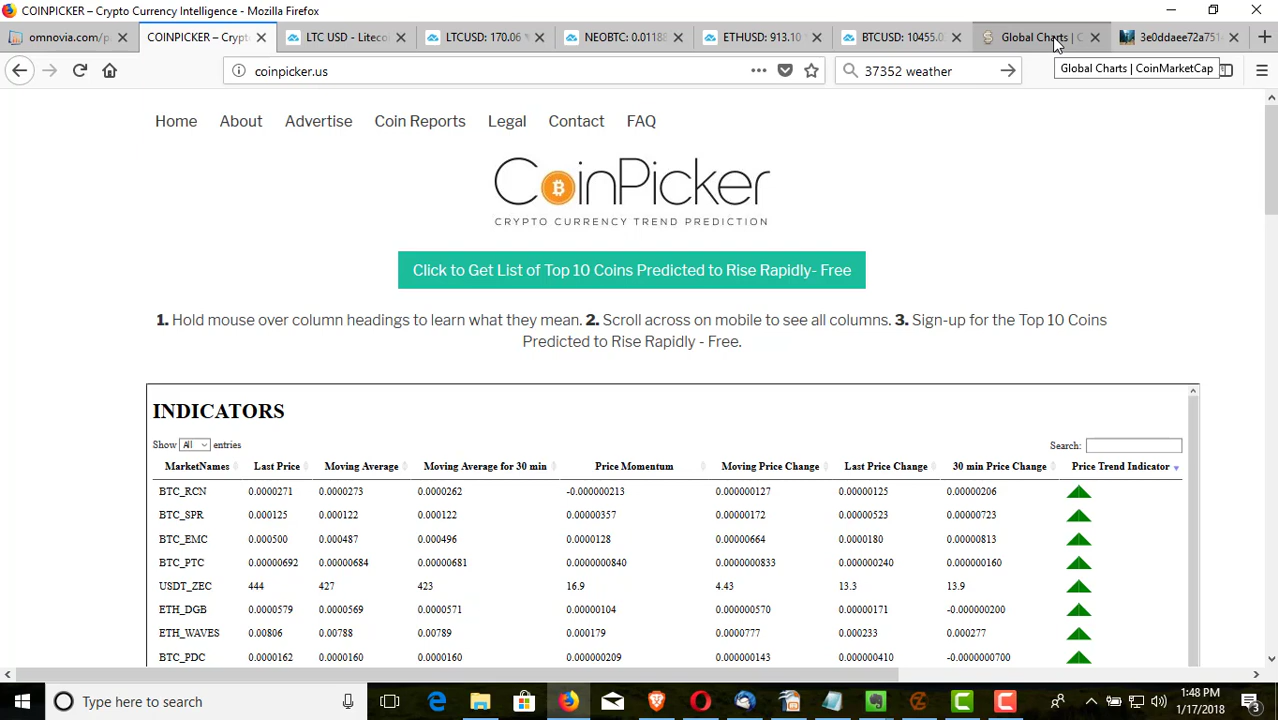 COINPICKER – Crypto Currency Intelligence - Mozilla Firefox
omnovia.com/p
COINPICKER – Crypt
LTC USD - Liteco
LTCUSD: 170.06
NEOBTC: 0.01188
ETHUSD: 913.10
BTCUSD: 10455.0
Global Charts | C
3e0ddaee72a751
coinpicker.us
37352 weather
Global Charts | CoinMarketCap
Home About Advertise Coin Reports Legal Contact FAQ
CoinPicker
CRYPTO CURRENCY TREND PREDICTION
Click to Get List of Top 10 Coins Predicted to Rise Rapidly- Free
1. Hold mouse over column headings to learn what they mean. 2. Scroll across on mobile to see all columns. 3. Sign-up for the Top 10 Coins
Predicted to Rise Rapidly - Free.
INDICATORS
Show All entries
Search:
MarketNames Last Price Moving Average Moving Average for 30 min Price Momentum Moving Price Change Last Price Change 30 min Price Change Price Trend Indicator
BTC_RCN 0.0000271 0.0000273 0.0000262 -0.000000213 0.000000127 0.00000125 0.00000206
BTC_SPR 0.000125 0.000122 0.000122 0.00000357 0.00000172 0.00000523 0.00000723
BTC_EMC 0.000500 0.000487 0.000496 0.0000128 0.00000664 0.0000180 0.00000813
BTC_PTC 0.00000692 0.00000684 0.00000681 0.0000000840 0.0000000833 0.000000240 0.000000160
USDT_ZEC 444 427 423 16.9 4.43 13.3 13.9
ETH_DGB 0.0000579 0.0000569 0.0000571 0.00000104 0.000000570 0.00000171 -0.000000200
ETH_WAVES 0.00806 0.00788 0.00789 0.000179 0.0000777 0.000233 0.000277
BTC_PDC 0.0000162 0.0000160 0.0000160 0.000000209 0.000000143 0.000000410 -0.0000000700
Type here to search
1:48 PM
1/17/2018
3